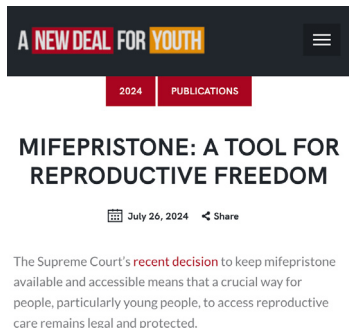 A NEW DEAL FOR YOUTH
2024 PUBLICATIONS
MIFEPRISTONE: A TOOL FOR
REPRODUCTIVE FREEDOM
July 26, 2024 Share
The Supreme Court's recent decision to keep mifepristone
available and accessible means that a crucial way for
people, particularly young people, to access reproductive
care remains legal and protected.